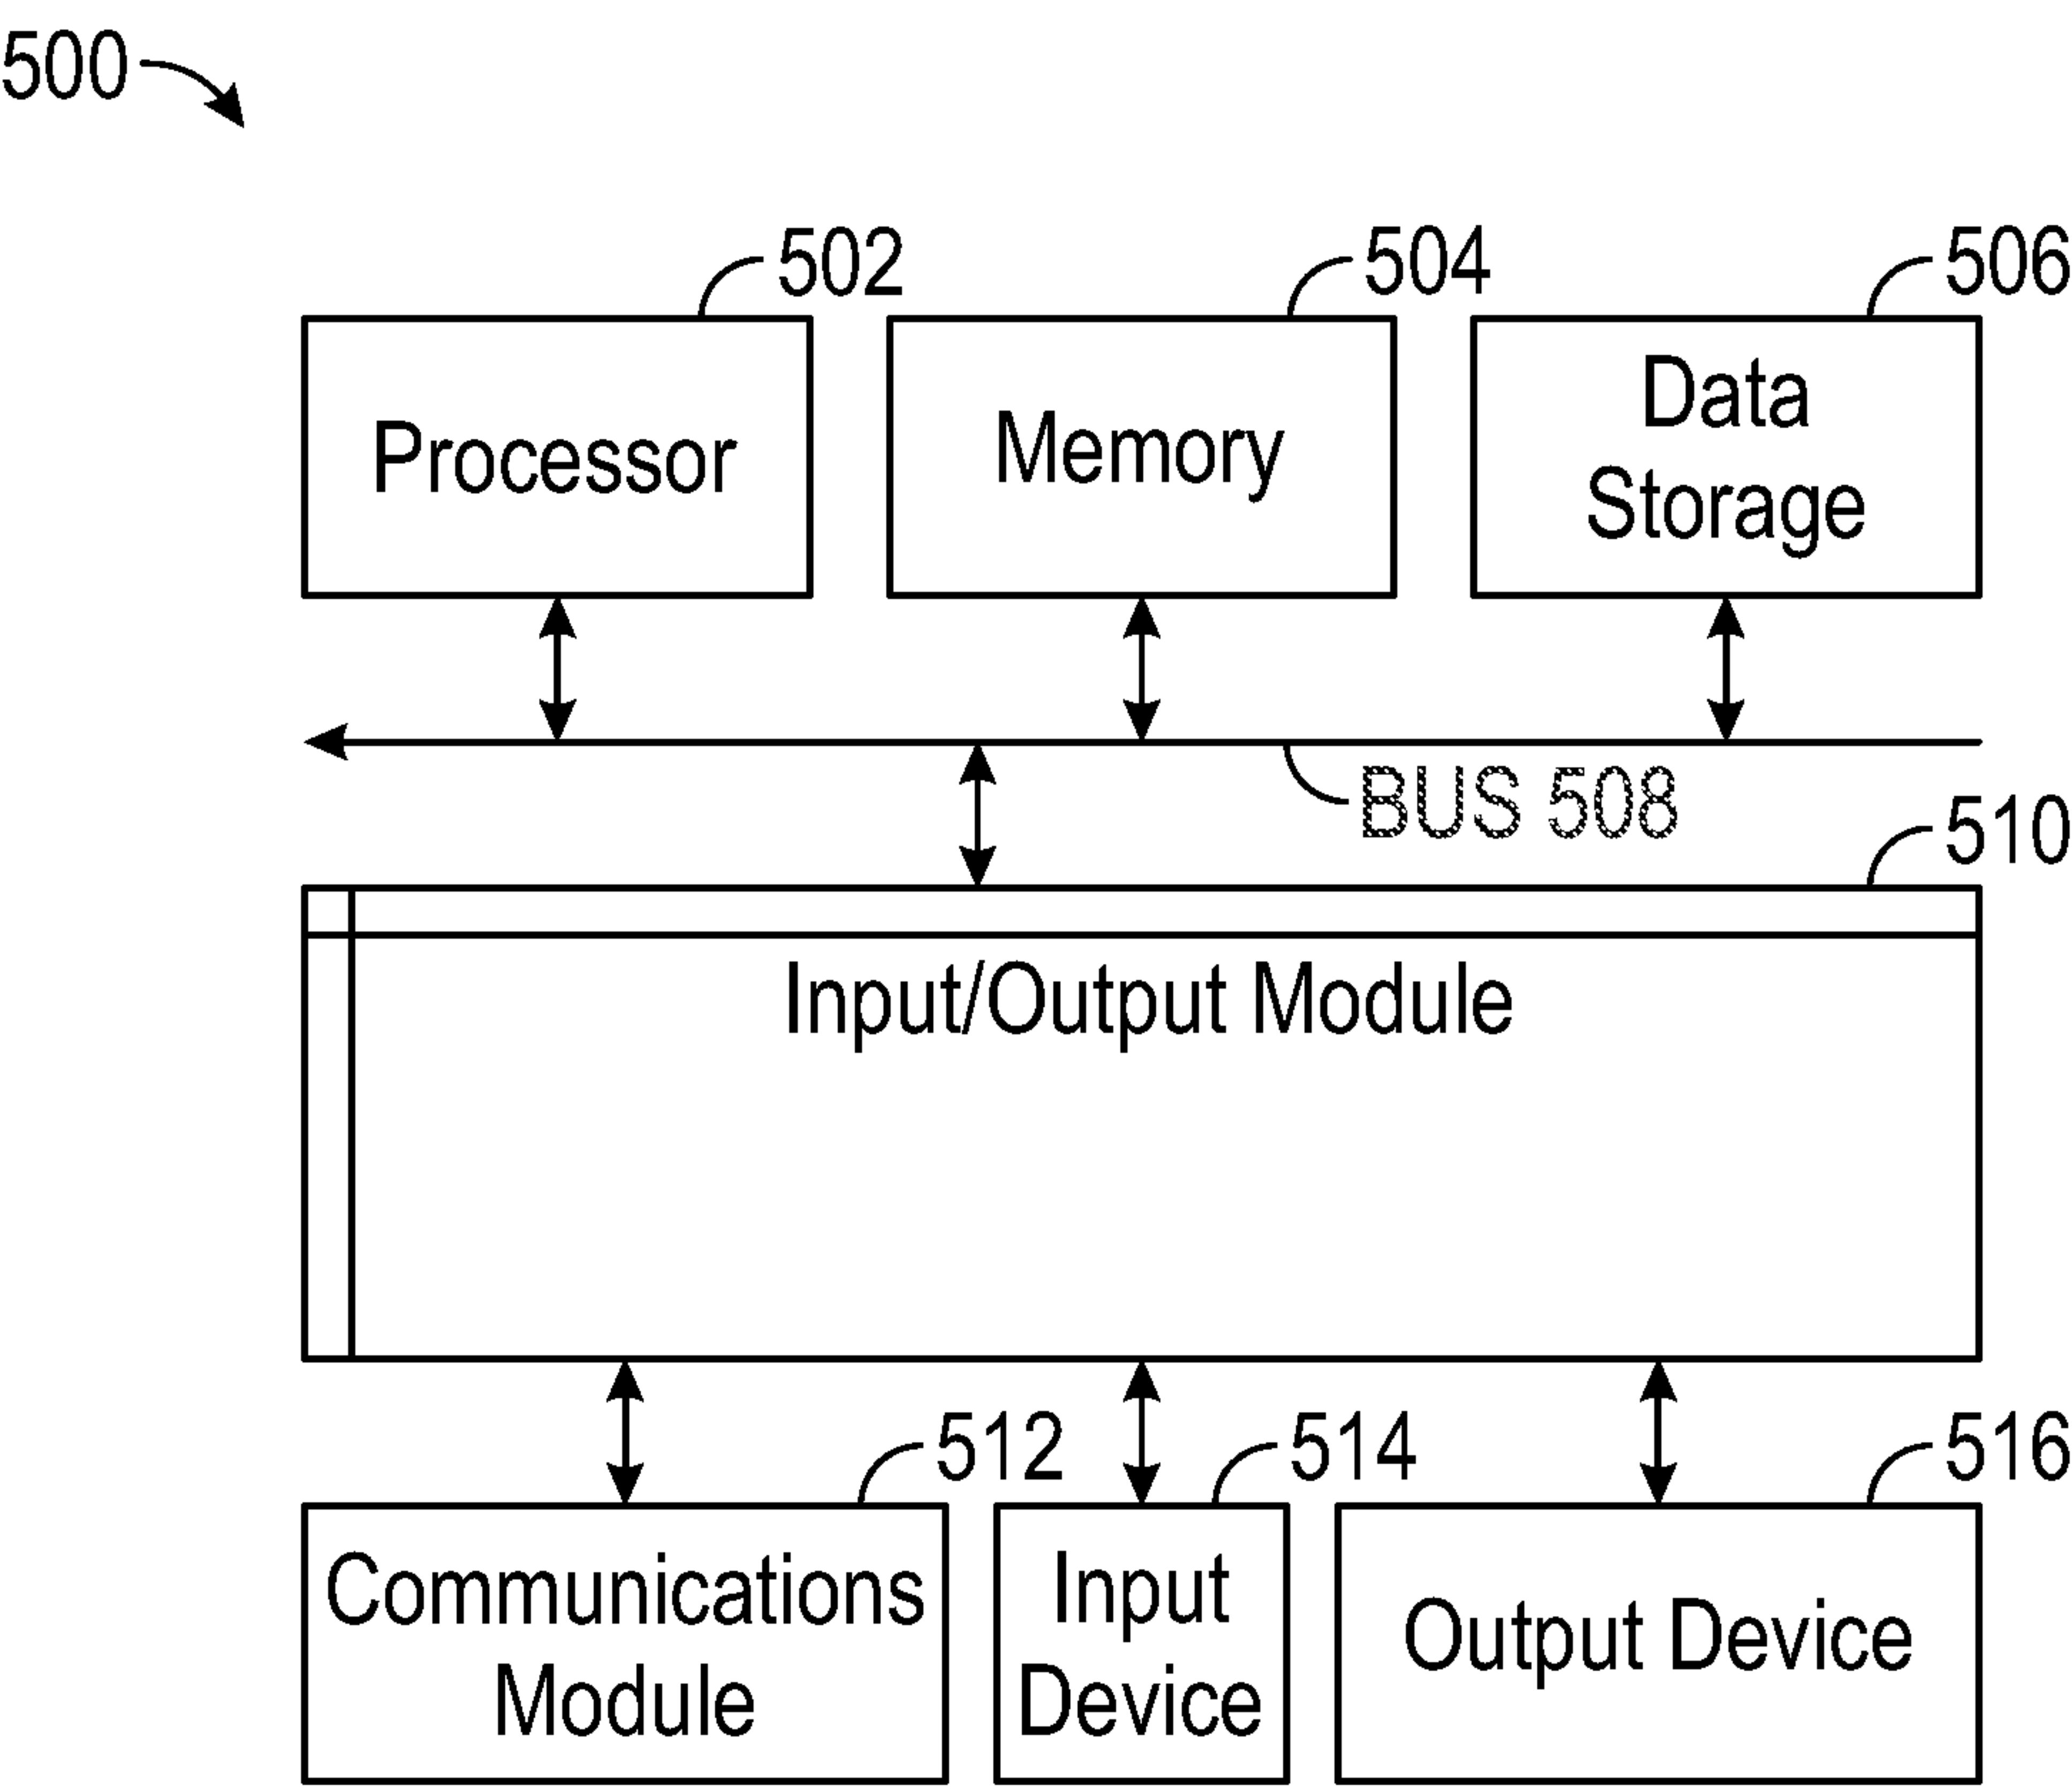 500
502
504
506
Processor
Memory
Data
Storage
BUS 508
510
Input/Output Module
512
514
516
Communications
Module
Input
Device
Output Device